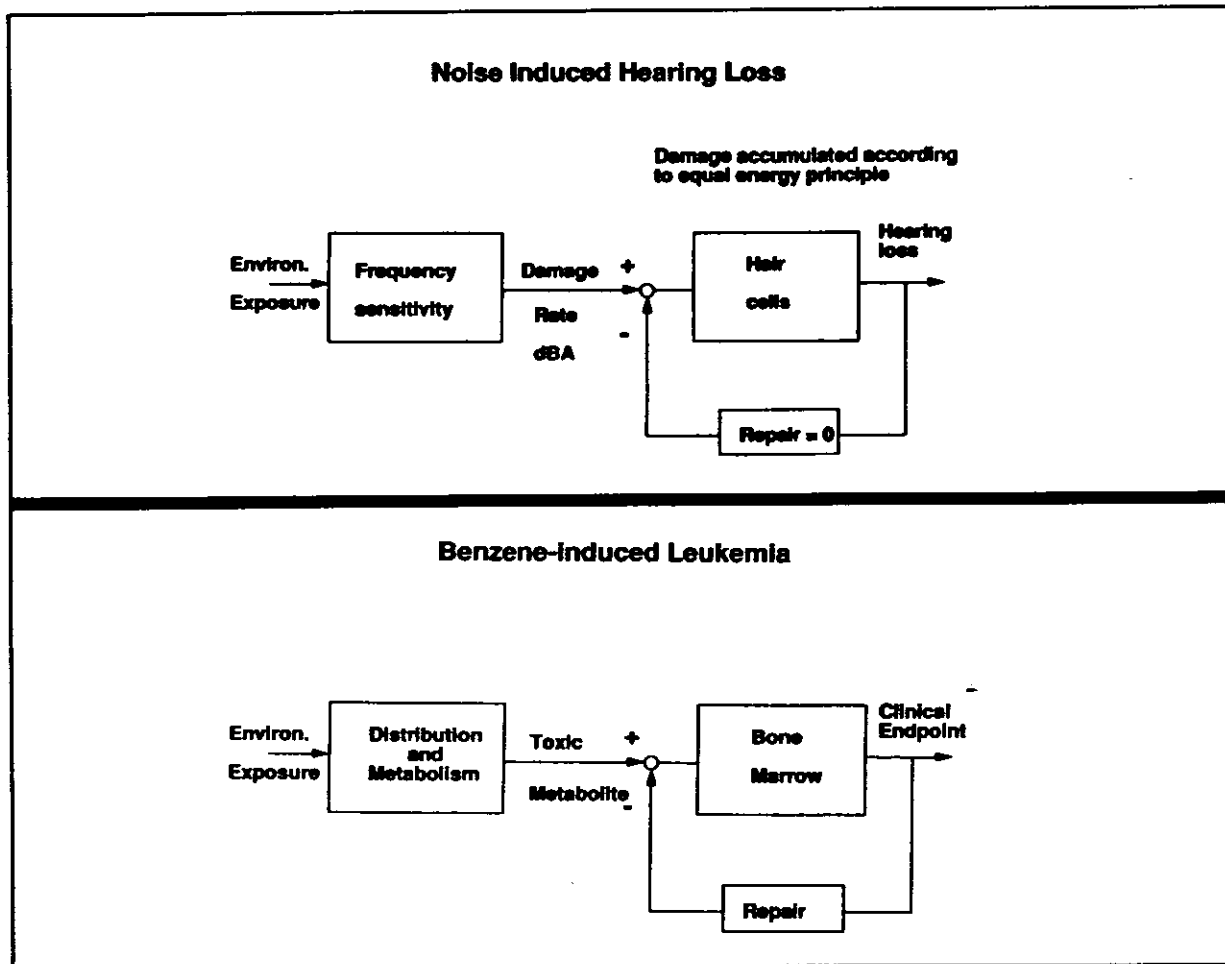 Noise Induced Hearing Loss
Damage accumulated according
to equal energy principle
Environ.
Exposure
Frequency
sensitivity
Damage
Rate
dBA
+
-
Hair
cells
Hearing
loss
Repair = 0
Benzene-induced Leukemia
Environ.
Exposure
Distribution
and
Metabolism
Toxic
Metabolite
+
-
Bone
Marrow
Clinical
Endpoint
Repair